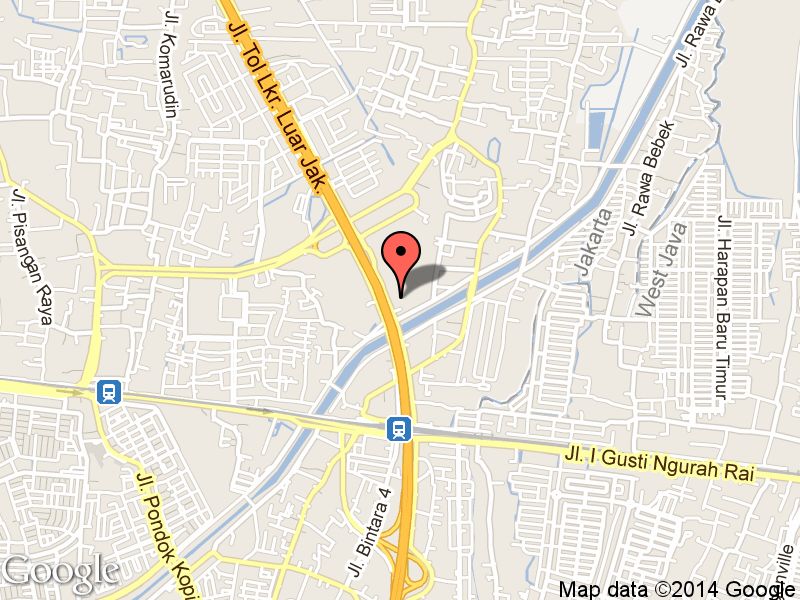 Jl. Komarudin
Jl. Tol Lkr. Luar Jak.
Jl. Rawa
Jl. Rawa Bebek
Jakarta
West Java
Jl. Harapan Baru Timur
Jl. Pisangan Raya
Jl. I Gusti Ngurah Rai
Jl. Pondok Kopi
Jl. Bintara 4
Google
Map data ©2014 Google